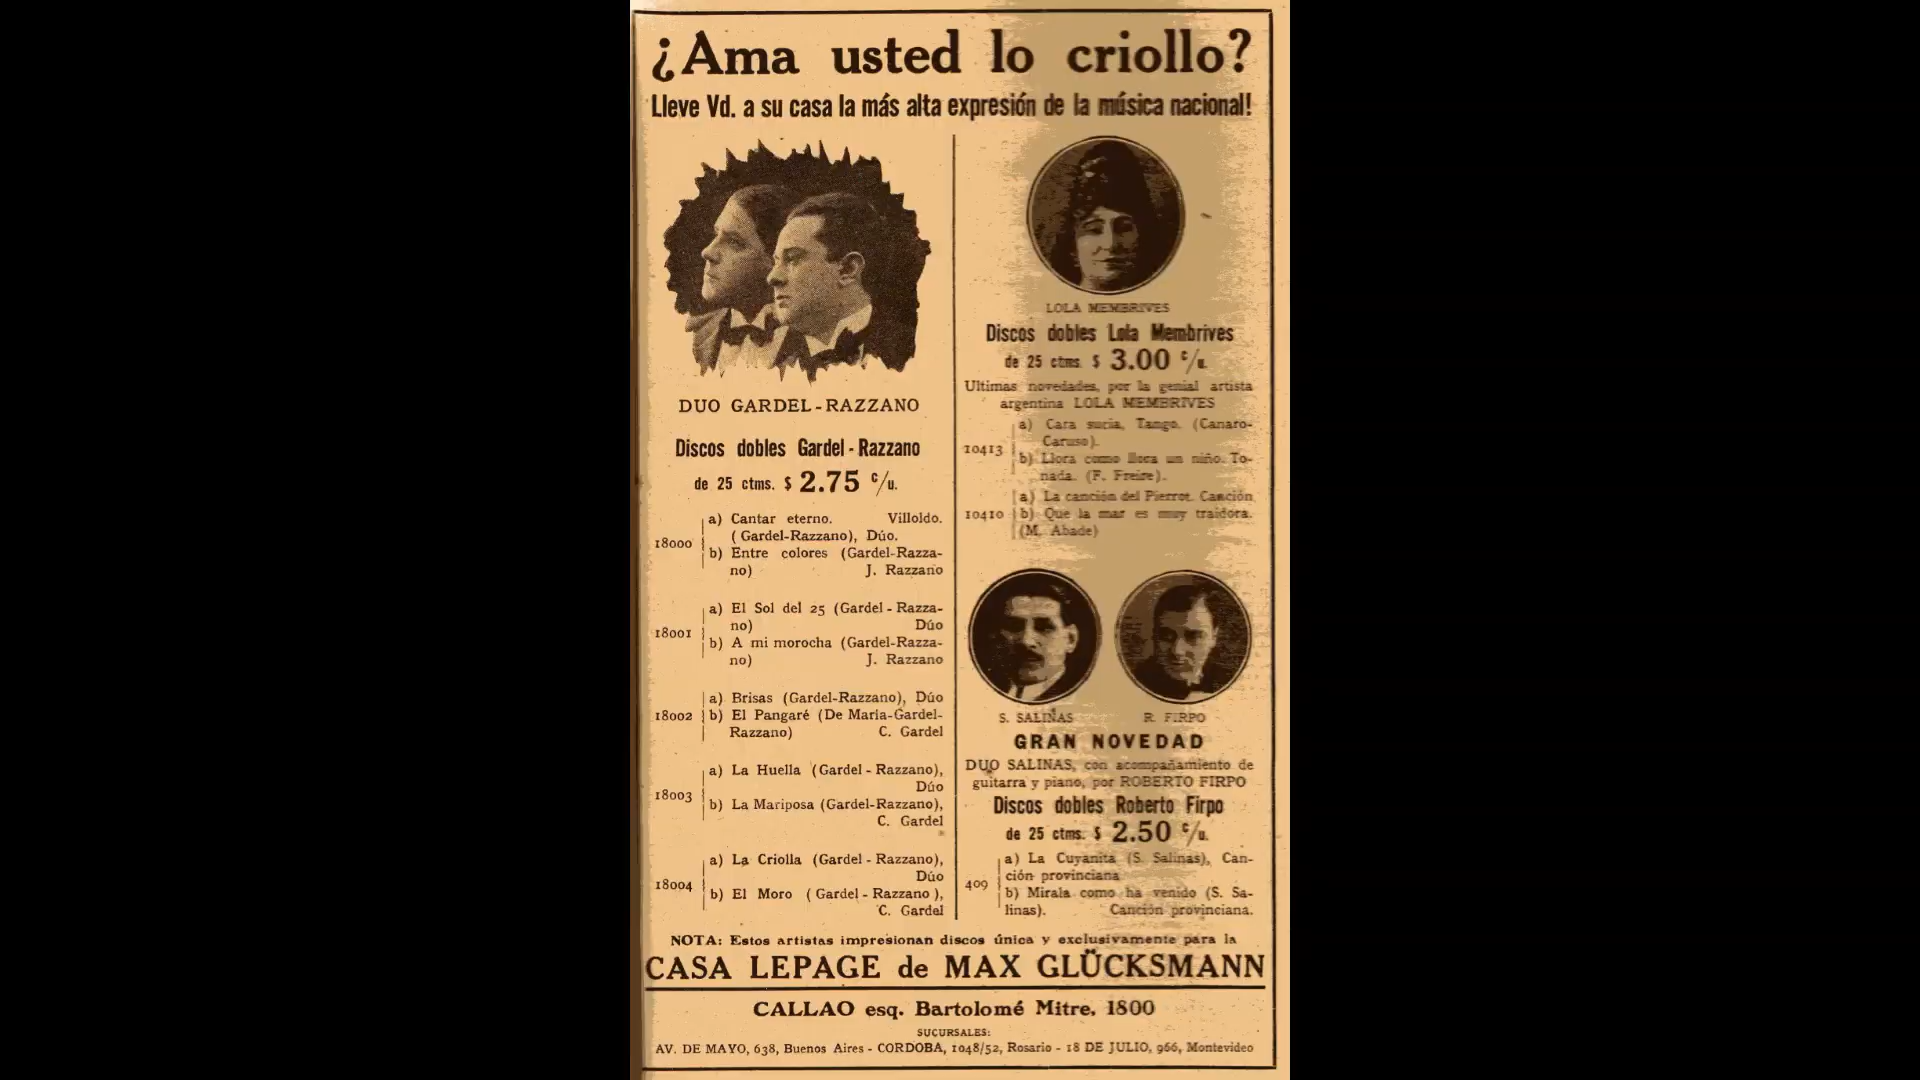 ¿Ama usted lo criollo?
Lleve Vd. a su casa la más alta expresión de la música nacional!
DUO GARDEL-RAZZANO
Discos dobles Gardel - Razzano
de 25 ctms. $ 2.75 c/u.
18000
a) Cantar eterno. Villoldo.
( Gardel-Razzano), Dúo.
b) Entre colores (Gardel-Razza-
no) J. Razzano
18001
a) El Sol del 25 (Gardel - Razza-
no) Dúo
b) A mi morocha (Gardel-Razza-
no) J. Razzano
18002
a) Brisas (Gardel-Razzano), Dúo
b) El Pangaré (De Maria-Gardel-
Razzano) C. Gardel
18003
a) La Huella (Gardel - Razzano),
Dúo
b) La Mariposa (Gardel-Razzano),
C. Gardel
18004
a) La Criolla (Gardel - Razzano),
Dúo
b) El Moro ( Gardel - Razzano ),
C. Gardel
LOLA MEMBRIVES
Discos dobles Lola Membrives
de 25 ctms. $ 3.00 c/u.
Ultimas novedades, por la genial artista
argentina LOLA MEMBRIVES
10413
a) Cara sucia, Tango. (Canaro-
Caruso).
b) Llora como llora un niño. To-
nada. (F. Freire).
10410
a) La canción del Pierrot. Canción
b) Que la mar es muy traidora.
(M. Abade)
S. SALIÑAS R. FIRPO
GRAN NOVEDAD
DUO SALINAS, con acompañamiento de
guitarra y piano, por ROBERTO FIRPO
Discos dobles Roberto Firpo
de 25 ctms. $ 2.50 c/u.
409
a) La Cuyanita (S. Salinas), Can-
ción provinciana
b) Mirala como ha venido (S. Sa-
linas). Canción provinciana.
NOTA: Estos artistas impresionan discos única y exclusivamente para la
CASA LEPAGE de MAX GLÜCKSMANN
CALLAO esq. Bartolomé Mitre, 1800
SUCURSALES:
AV. DE MAYO, 638, Buenos Aires - CORDOBA, 1048/52, Rosario - 18 DE JULIO, 966, Montevideo